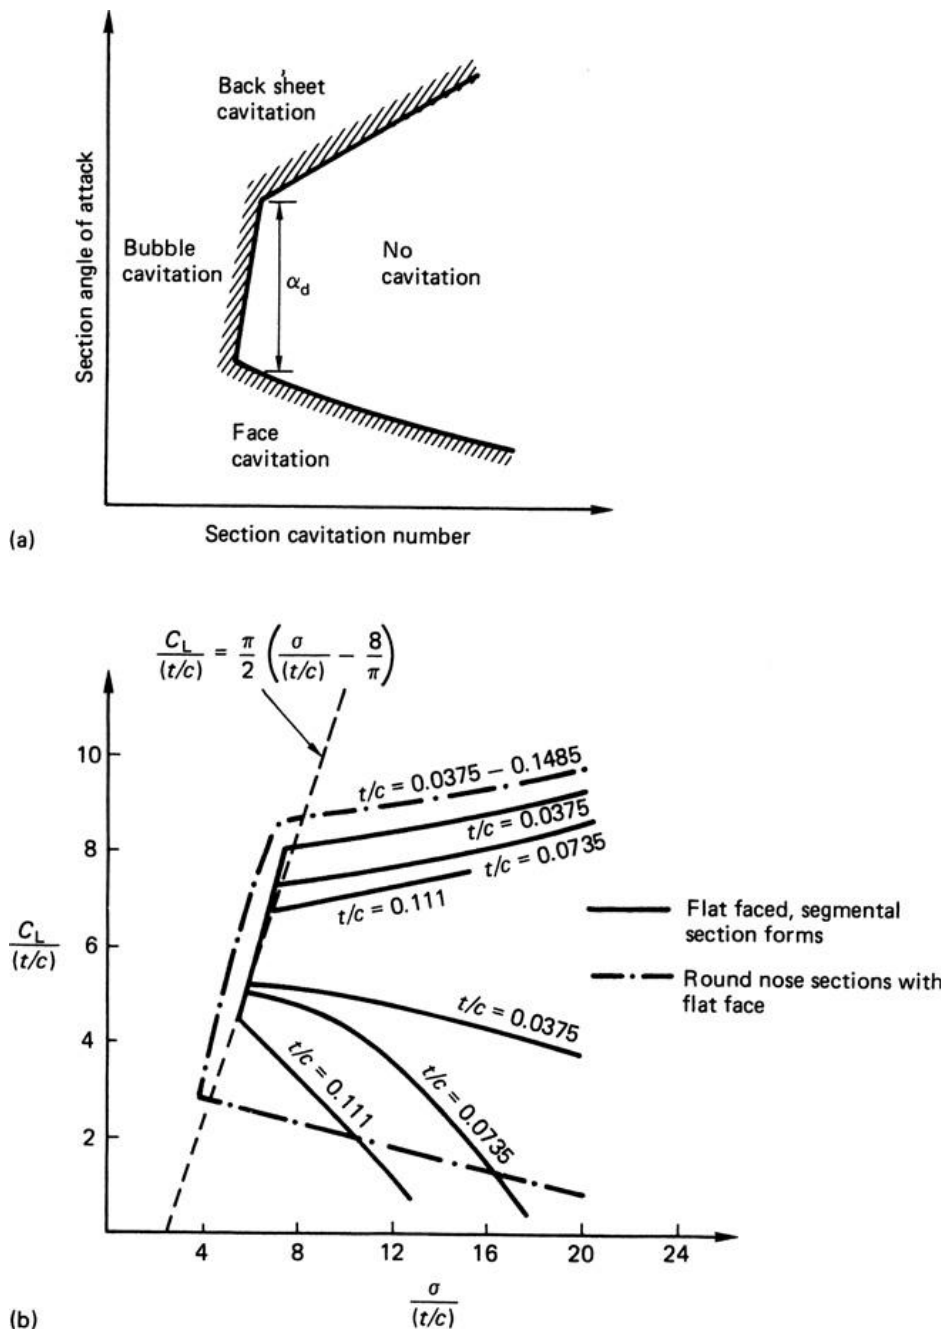 Back sheet
cavitation
Section angle of attack
Bubble
cavitation
α_d
No
cavitation
Face
cavitation
(a)
Section cavitation number
C_L/(t/c) = π/2 (σ/(t/c) − 8/π)
10
8
6
4
2
C_L/(t/c)
t/c = 0.0375 − 0.1485
t/c = 0.0375
t/c = 0.0735
t/c = 0.111
t/c = 0.0375
t/c = 0.0735
t/c = 0.111
Flat faced, segmental
section forms
Round nose sections with
flat face
4 8 12 16 20 24
σ/(t/c)
(b)